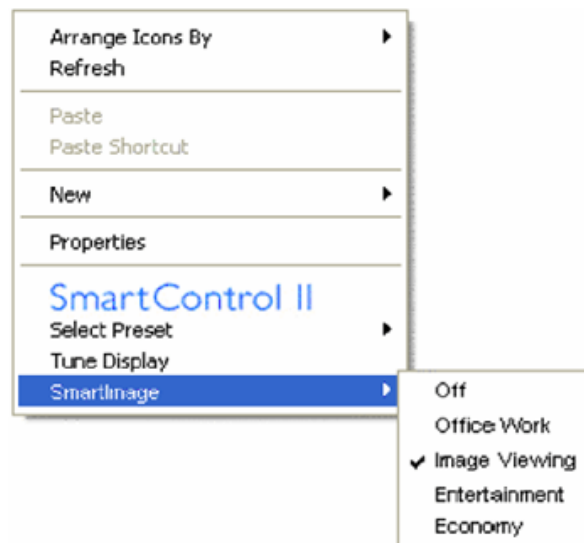 Arrange Icons By
Refresh
Paste
Paste Shortcut
New
Properties
SmartControl II
Select Preset
Tune Display
SmartImage
Off
Office Work
Image Viewing
Entertainment
Economy